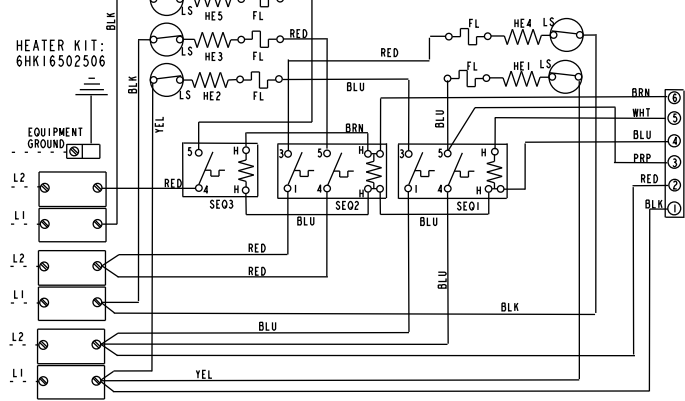 HE5 FL
LS
BLK
HEATER KIT:
6HK16502506
LS HE3 FL RED
FL HE4 LS
RED
BLK
LS HE2 FL BLU
FL HE1 LS
BRN 6
WHT 5
BLU 4
PRP 3
RED 2
BLK 1
YEL
BLU
BRN
EQUIPMENT
GROUND
5 H 3 5 H 3 5 H
4 H 1 4 H 1 4 H
RED
SEQ3 SEQ2 SEQ1
BLU BLU
L2
L1
L2 RED
RED
BLU
L1
BLK
L2 BLU
L1 YEL